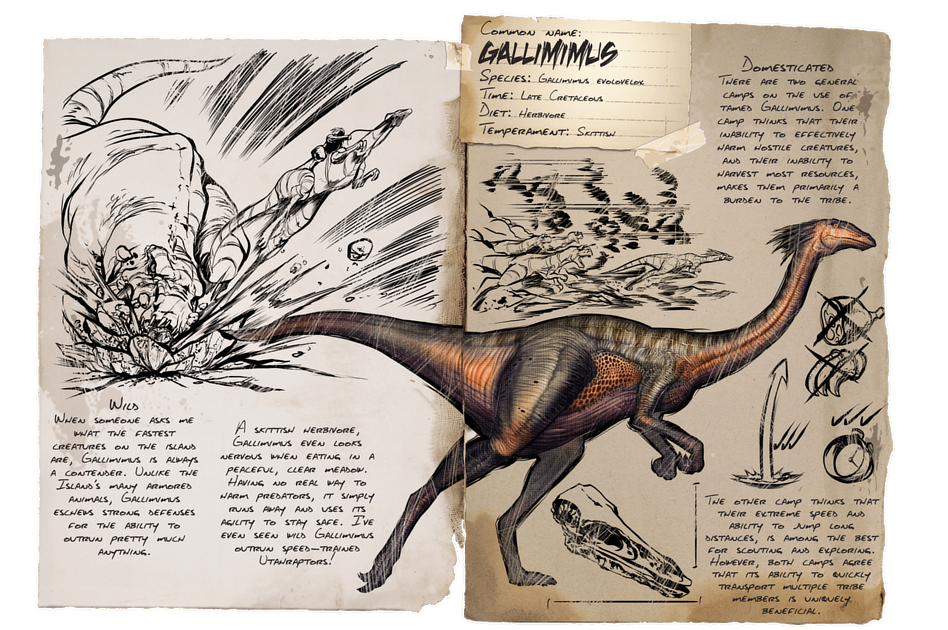 Common name:
Gallimimus
Species: Gallimimus evolovelox
Time: Late Cretaceous
Diet: Herbivore
Temperament: Skittish
Wild
When someone asks me
what the fastest
creatures on the island
are, Gallimimus is always
a contender. Unlike the
Island's many armored
animals, Gallimimus
eschews strong defenses
for the ability to
outrun pretty much
anything.
A skittish herbivore,
Gallimimus even looks
nervous when eating in a
peaceful, clear meadow.
Having no real way to
harm predators, it simply
runs away and uses its
agility to stay safe. I've
even seen wild Gallimimus
outrun speed-trained
Utahraptors!
Domesticated
There are two general
camps on the use of
tamed Gallimimus. One
camp thinks that their
inability to effectively
harm hostile creatures,
and their inability to
harvest most resources,
makes them primarily a
burden to the tribe.
The other camp thinks that
their extreme speed and
ability to jump long
distances, is among the best
for scouting and exploring.
However, both camps agree
that its ability to quickly
transport multiple tribe
members is uniquely
beneficial.